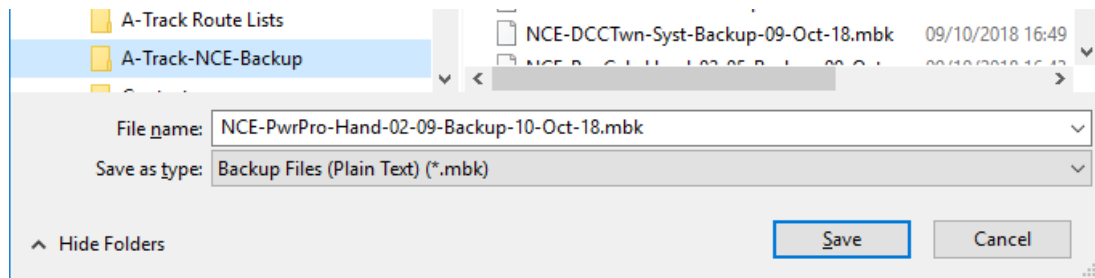 A-Track Route Lists
A-Track-NCE-Backup
NCE-DCCTwn-Syst-Backup-09-Oct-18.mbk 09/10/2018 16:49
File name: NCE-PwrPro-Hand-02-09-Backup-10-Oct-18.mbk
Save as type: Backup Files (Plain Text) (*.mbk)
Hide Folders
Save Cancel